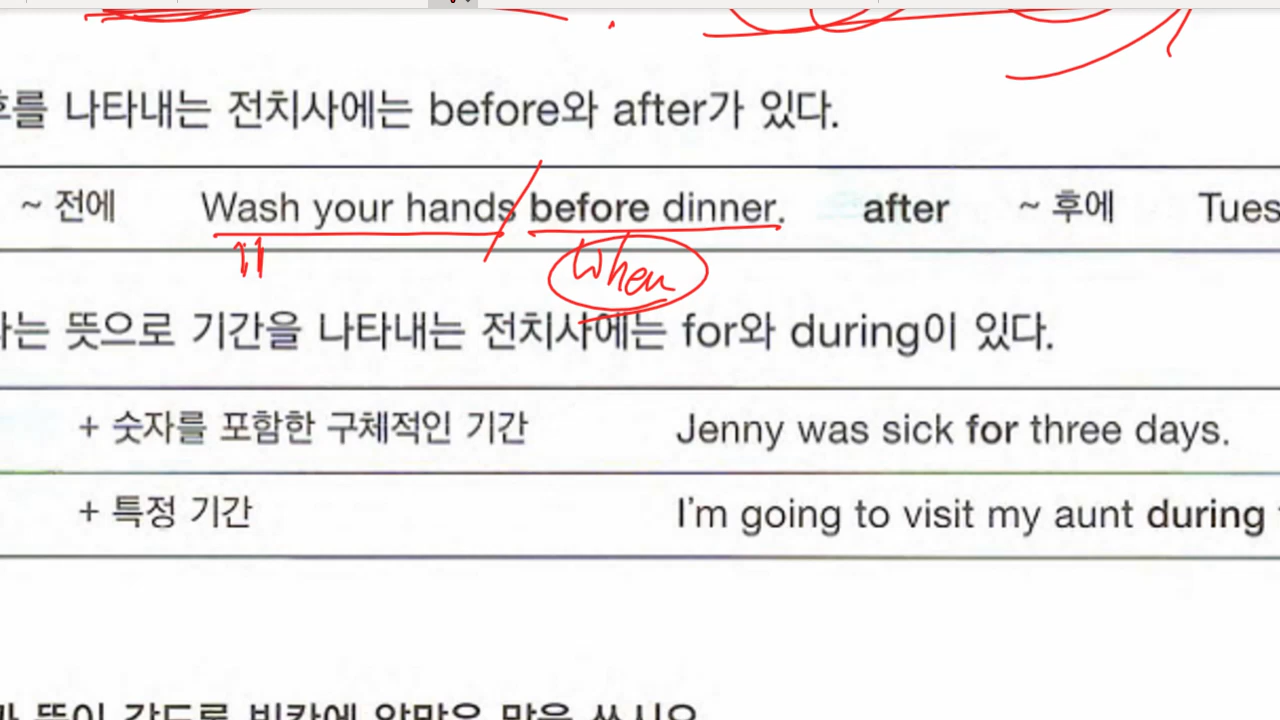 를 나타내는 전치사에는 before와 after가 있다.
~ 전에 Wash your hands before dinner. after ~ 후에 Tues
When
는 뜻으로 기간을 나타내는 전치사에는 for와 during이 있다.
+ 숫자를 포함한 구체적인 기간 Jenny was sick for three days.
+ 특정 기간 I'm going to visit my aunt during